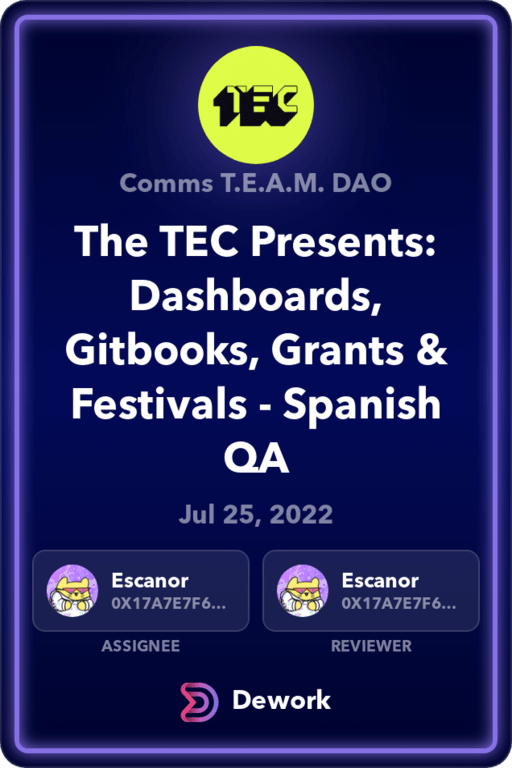 TEC
Comms T.E.A.M. DAO
The TEC Presents:
Dashboards,
Gitbooks, Grants &
Festivals - Spanish
QA
Jul 25, 2022
Escanor
0X17A7E7F6...
ASSIGNEE
Escanor
0X17A7E7F6...
REVIEWER
Dework